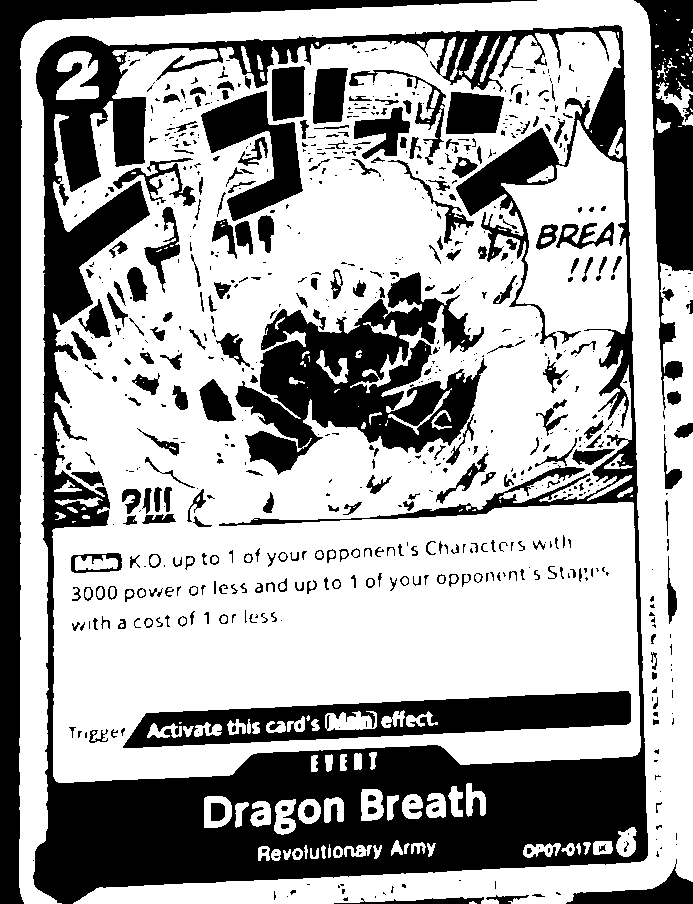 2
...
BREAT
!!!!
?!!!
Main K.O. up to 1 of your opponent's Characters with
3000 power or less and up to 1 of your opponent's Stages
with a cost of 1 or less.
Trigger Activate this card's [Main] effect.
EVENT
Dragon Breath
Revolutionary Army
OP07-017